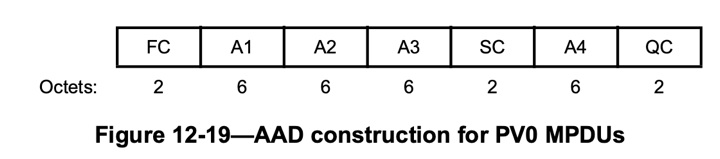 FC A1 A2 A3 SC A4 QC
Octets: 2 6 6 6 2 6 2
Figure 12-19—AAD construction for PV0 MPDUs